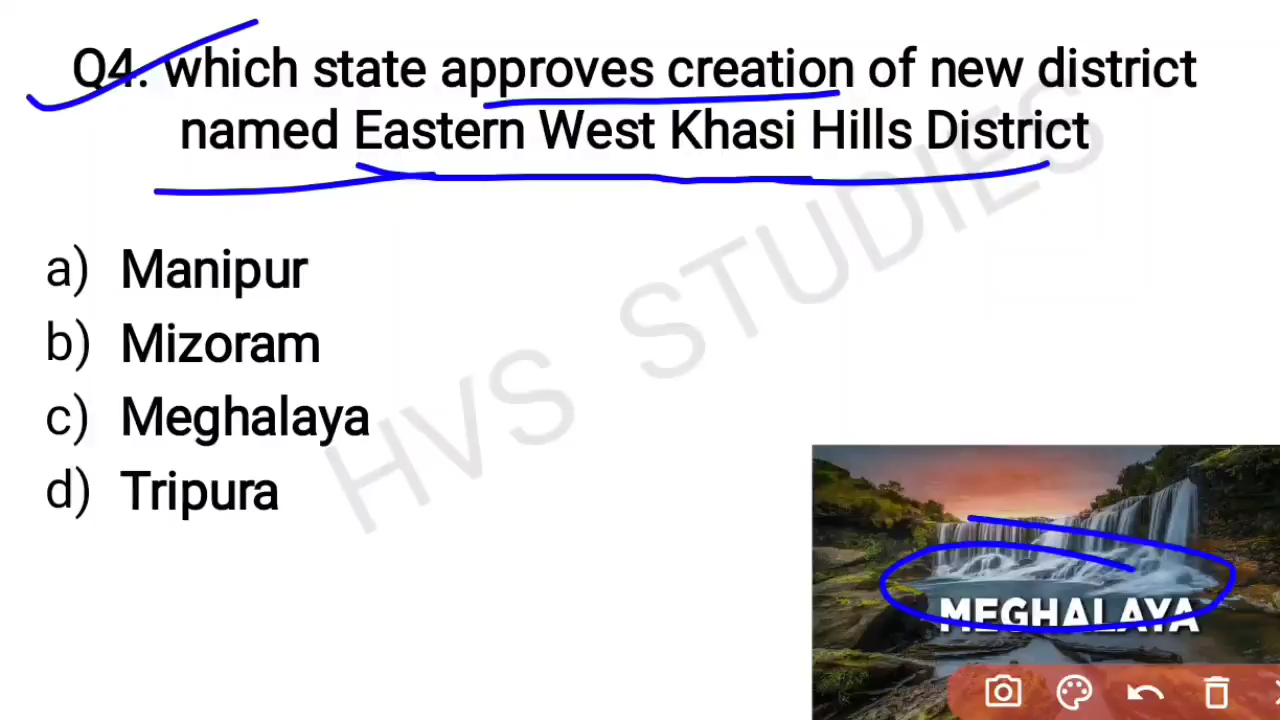 Q4. which state approves creation of new district
named Eastern West Khasi Hills District
a) Manipur
b) Mizoram
c) Meghalaya
d) Tripura
HVS STUDIES
MEGHALAYA